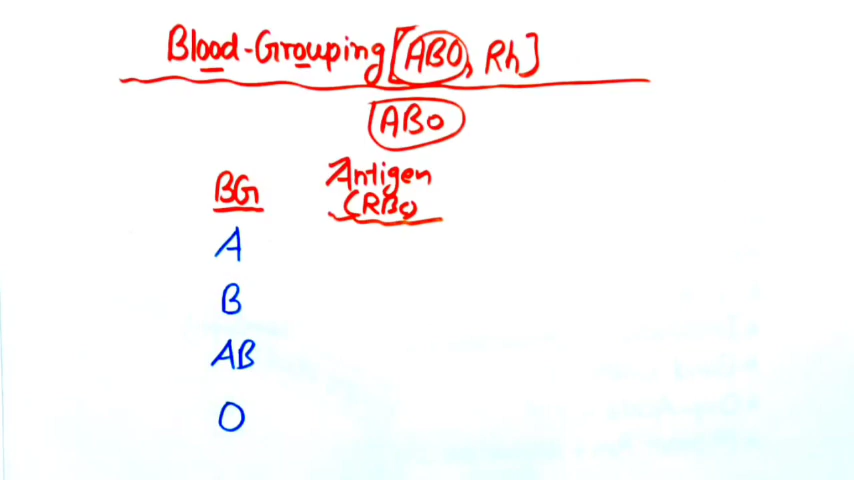 Blood-Grouping [ABO, Rh]
ABO
BG Antigen
(RBC)
A
B
AB
O